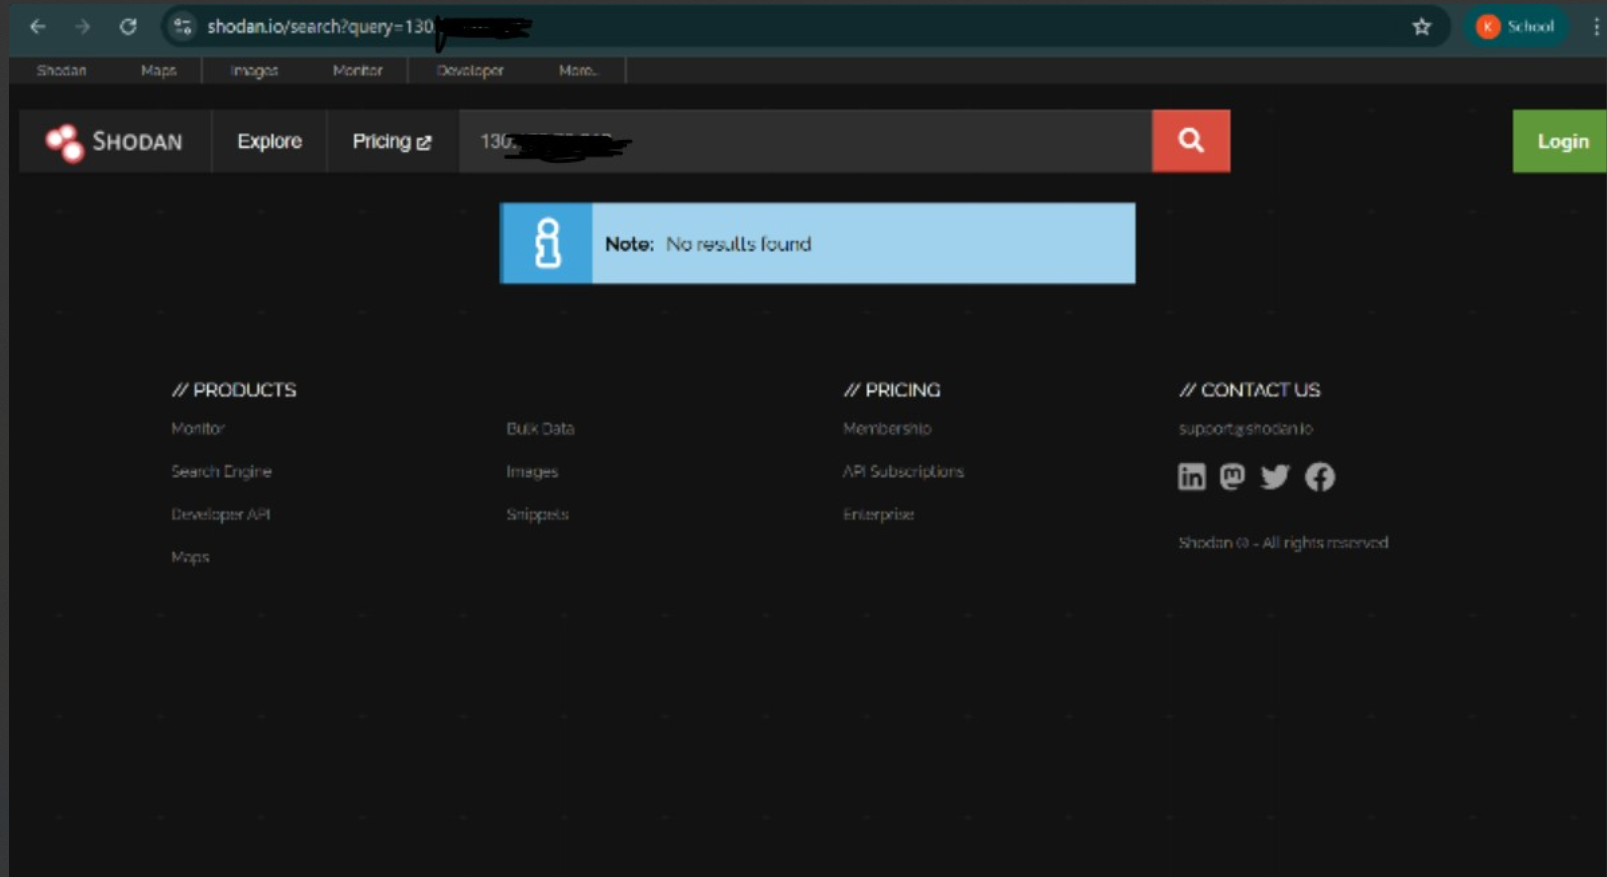 shodan.io/search?query=130. School
Shodan Maps Images Monitor Developer More...
SHODAN Explore Pricing 130. Login
Note: No results found
// PRODUCTS // PRICING // CONTACT US
Monitor Bulk Data Membership support@shodan.io
Search Engine Images API Subscriptions
Developer API Snippets Enterprise
Shodan ® - All rights reserved
Maps